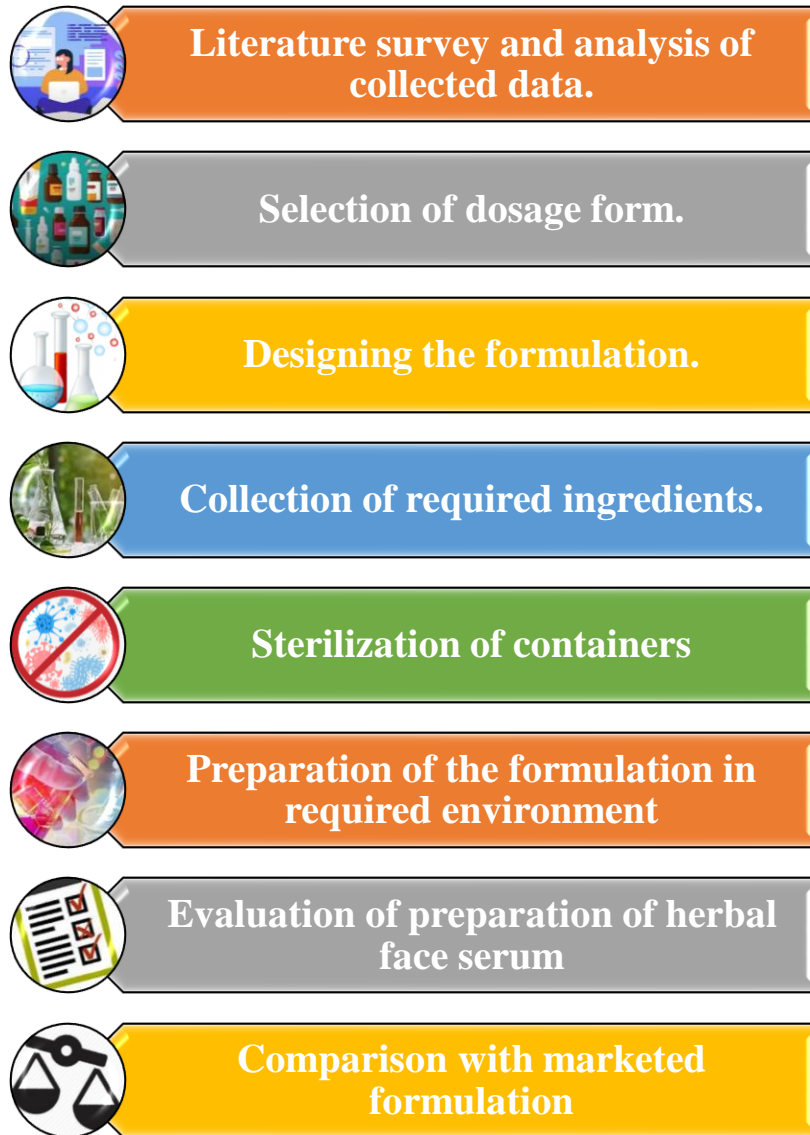 Literature survey and analysis of
collected data.
Selection of dosage form.
Designing the formulation.
Collection of required ingredients.
Sterilization of containers
Preparation of the formulation in
required environment
Evaluation of preparation of herbal
face serum
Comparison with marketed
formulation